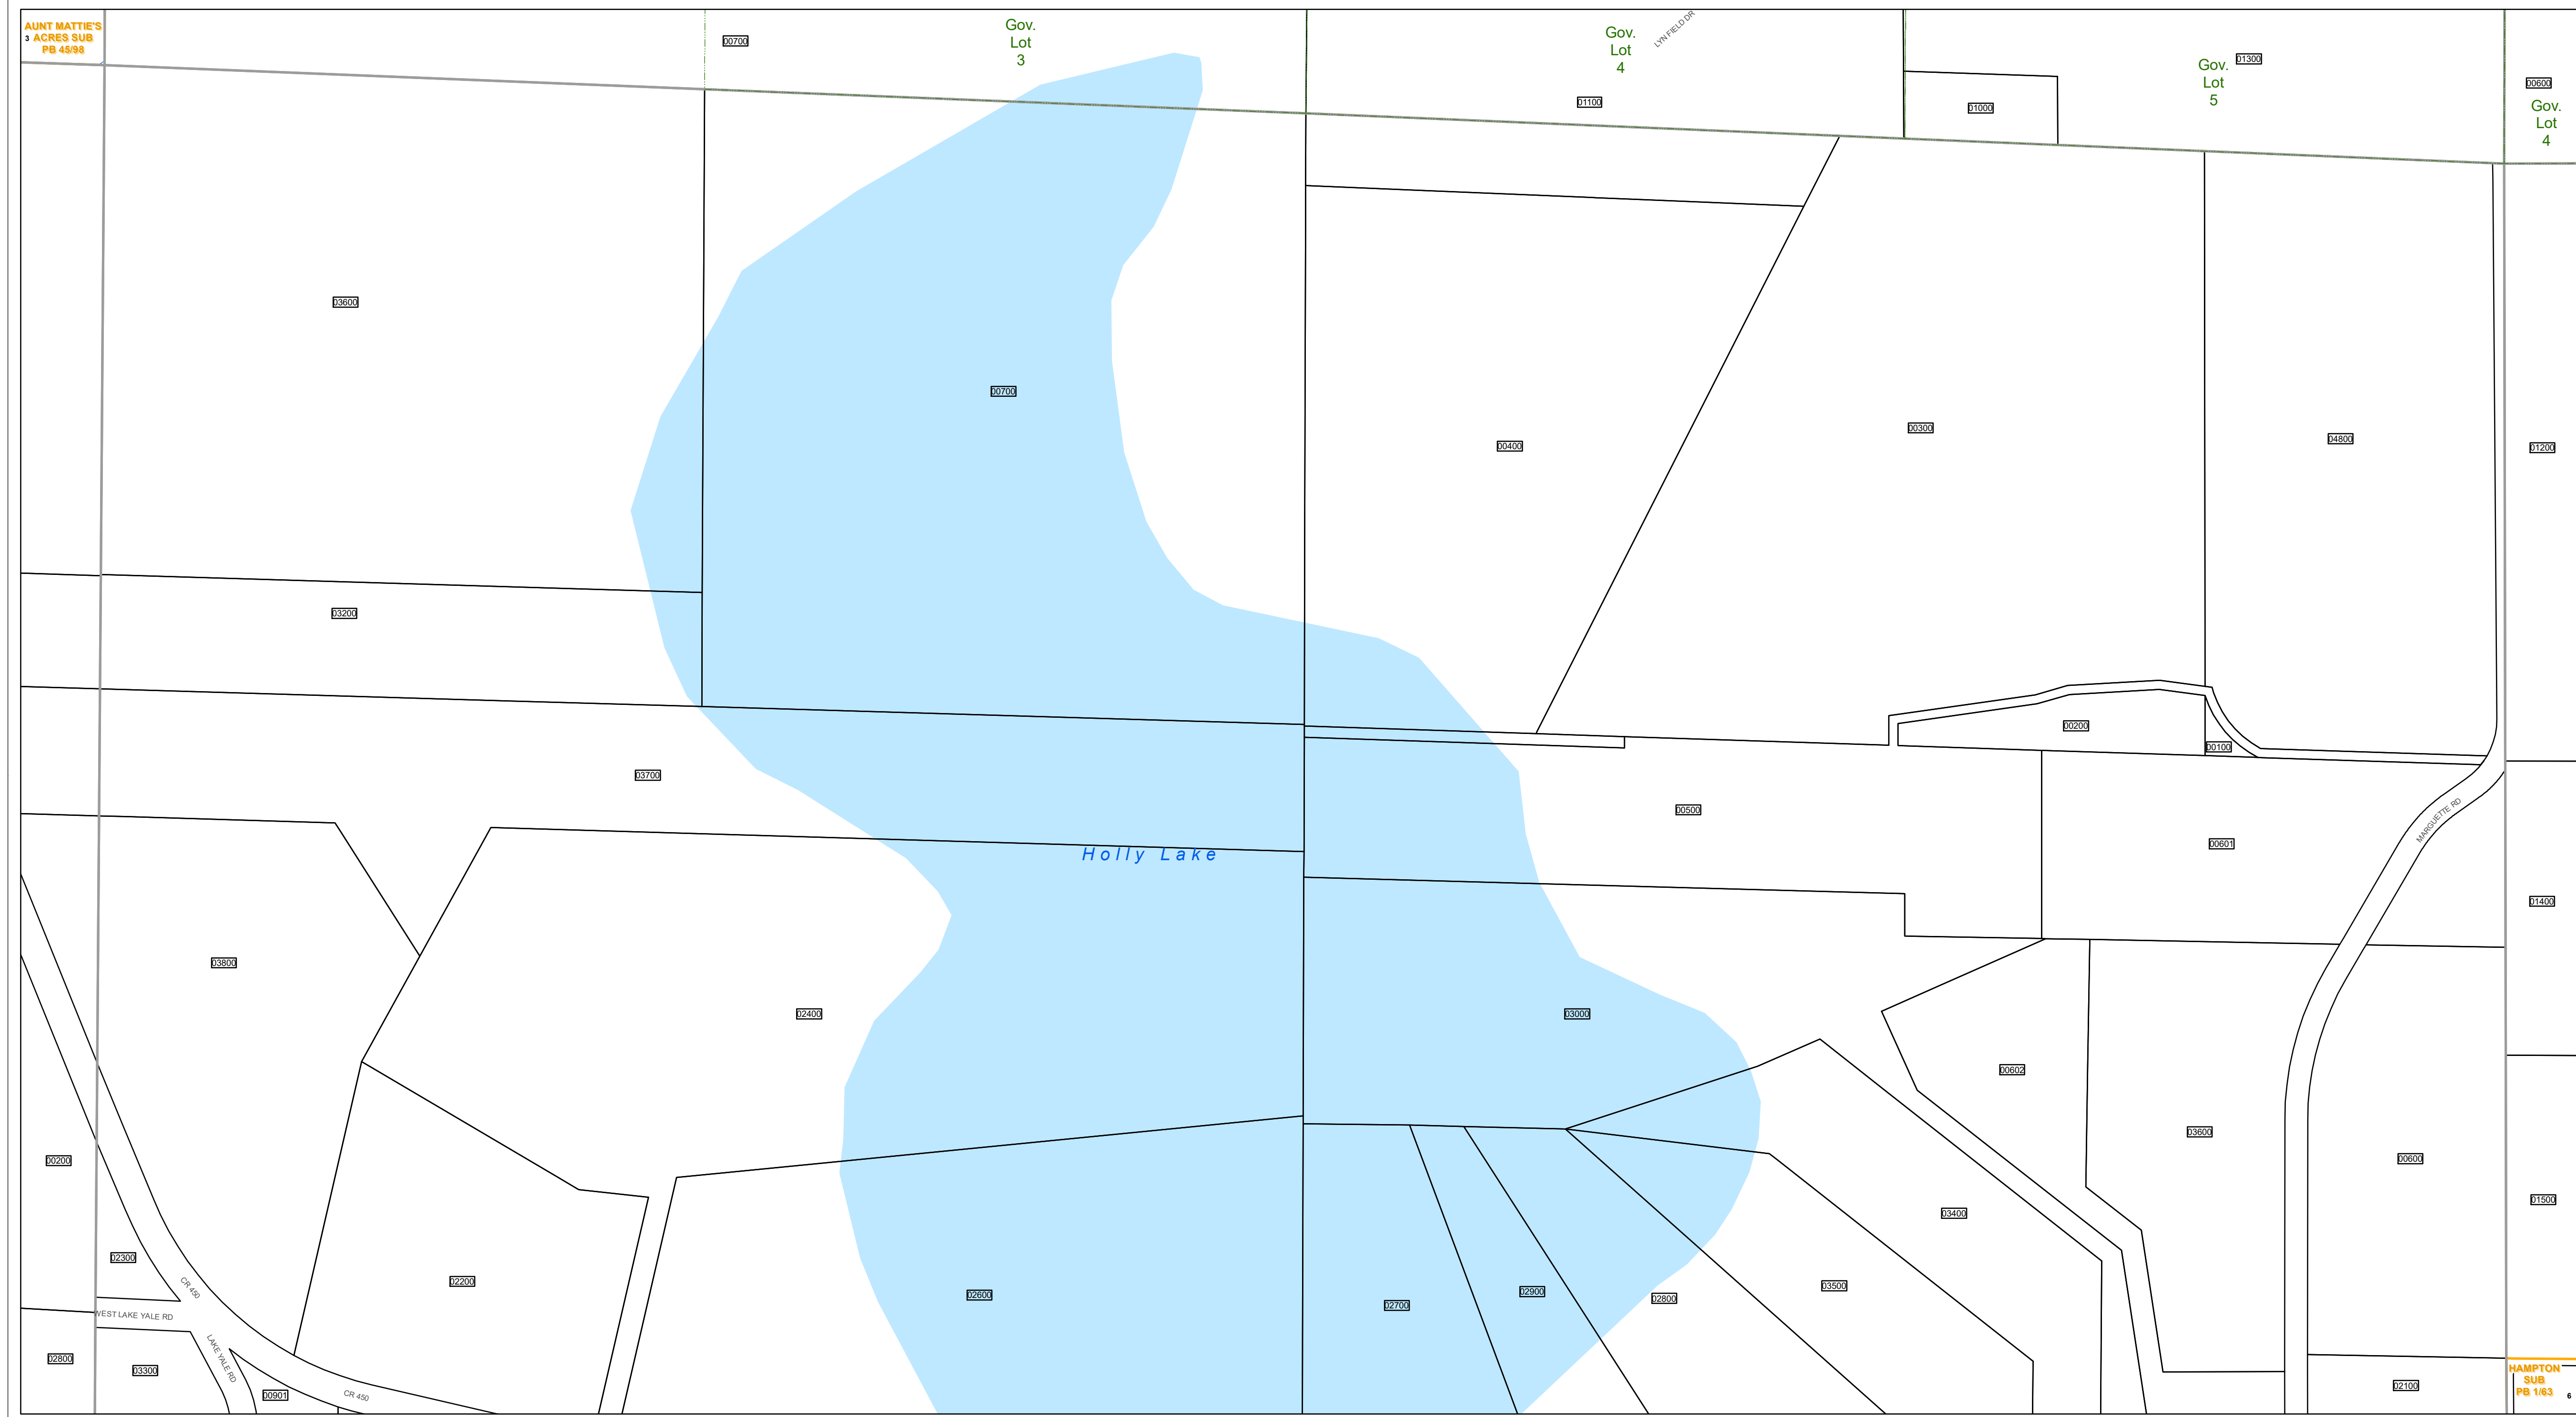 AUNT MATTIE'S
3 ACRES SUB
PB 45/98
00700
Gov.
Lot
3
Gov.
Lot
4
LYN FIELD DR
01100
01000
Gov.
Lot
5
01300
00600
Gov.
Lot
4
03600
00700
00400
00300
04800
01200
03200
03700
00200
00100
00500
MARGUETTE RD
00601
Holly Lake
01400
03800
02400
03000
00602
03600
00200
00600
01500
03400
02300
CR 450
02200
02600
02700
02900
02800
03500
WEST LAKE YALE RD
LAKE YALE RD
02800
03300
00901
CR 450
02100
HAMPTON
SUB
PB 1/63
6